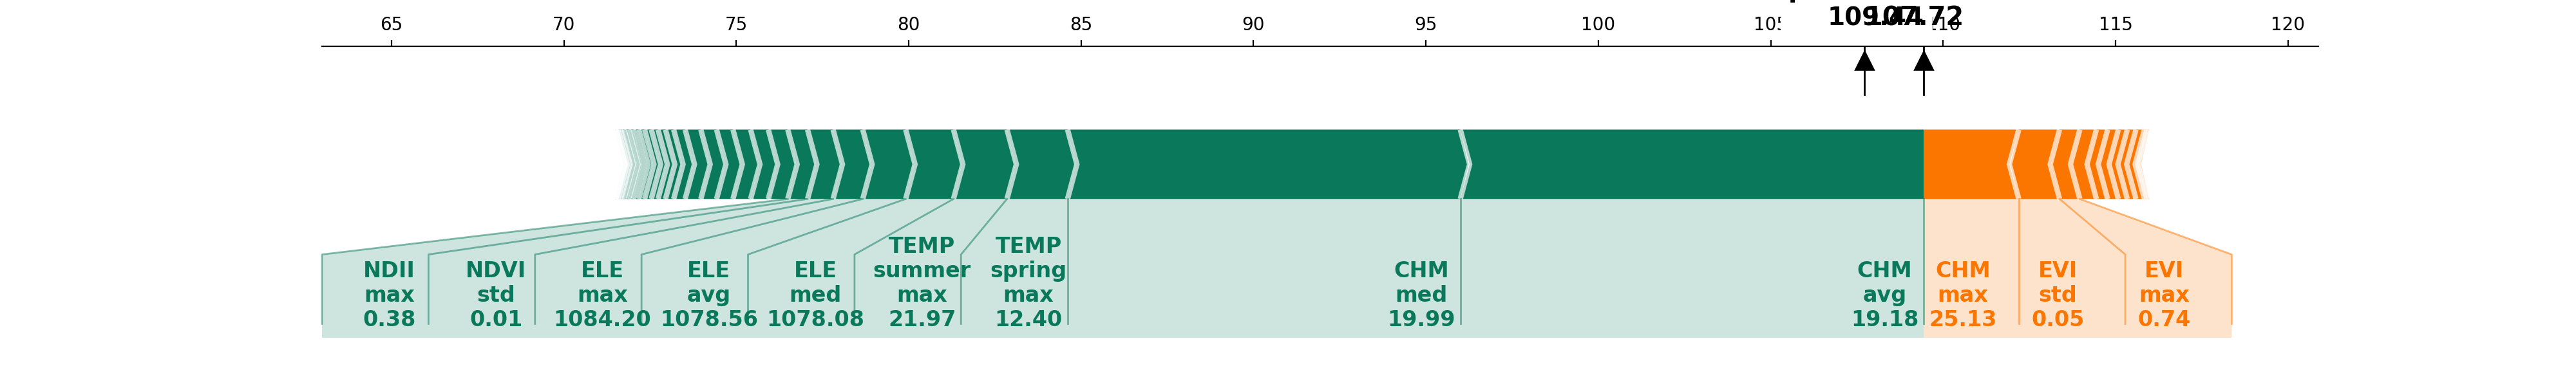 65 70 75 80 85 90 95 100 115 120
NDII
max
0.38
NDVI
std
0.01
ELE
max
1084.20
ELE
avg
1078.56
ELE
med
1078.08
TEMP
summer
max
21.97
TEMP
spring
max
12.40
CHM
med
19.99
CHM
avg
19.18
CHM
max
25.13
EVI
std
0.05
EVI
max
0.74